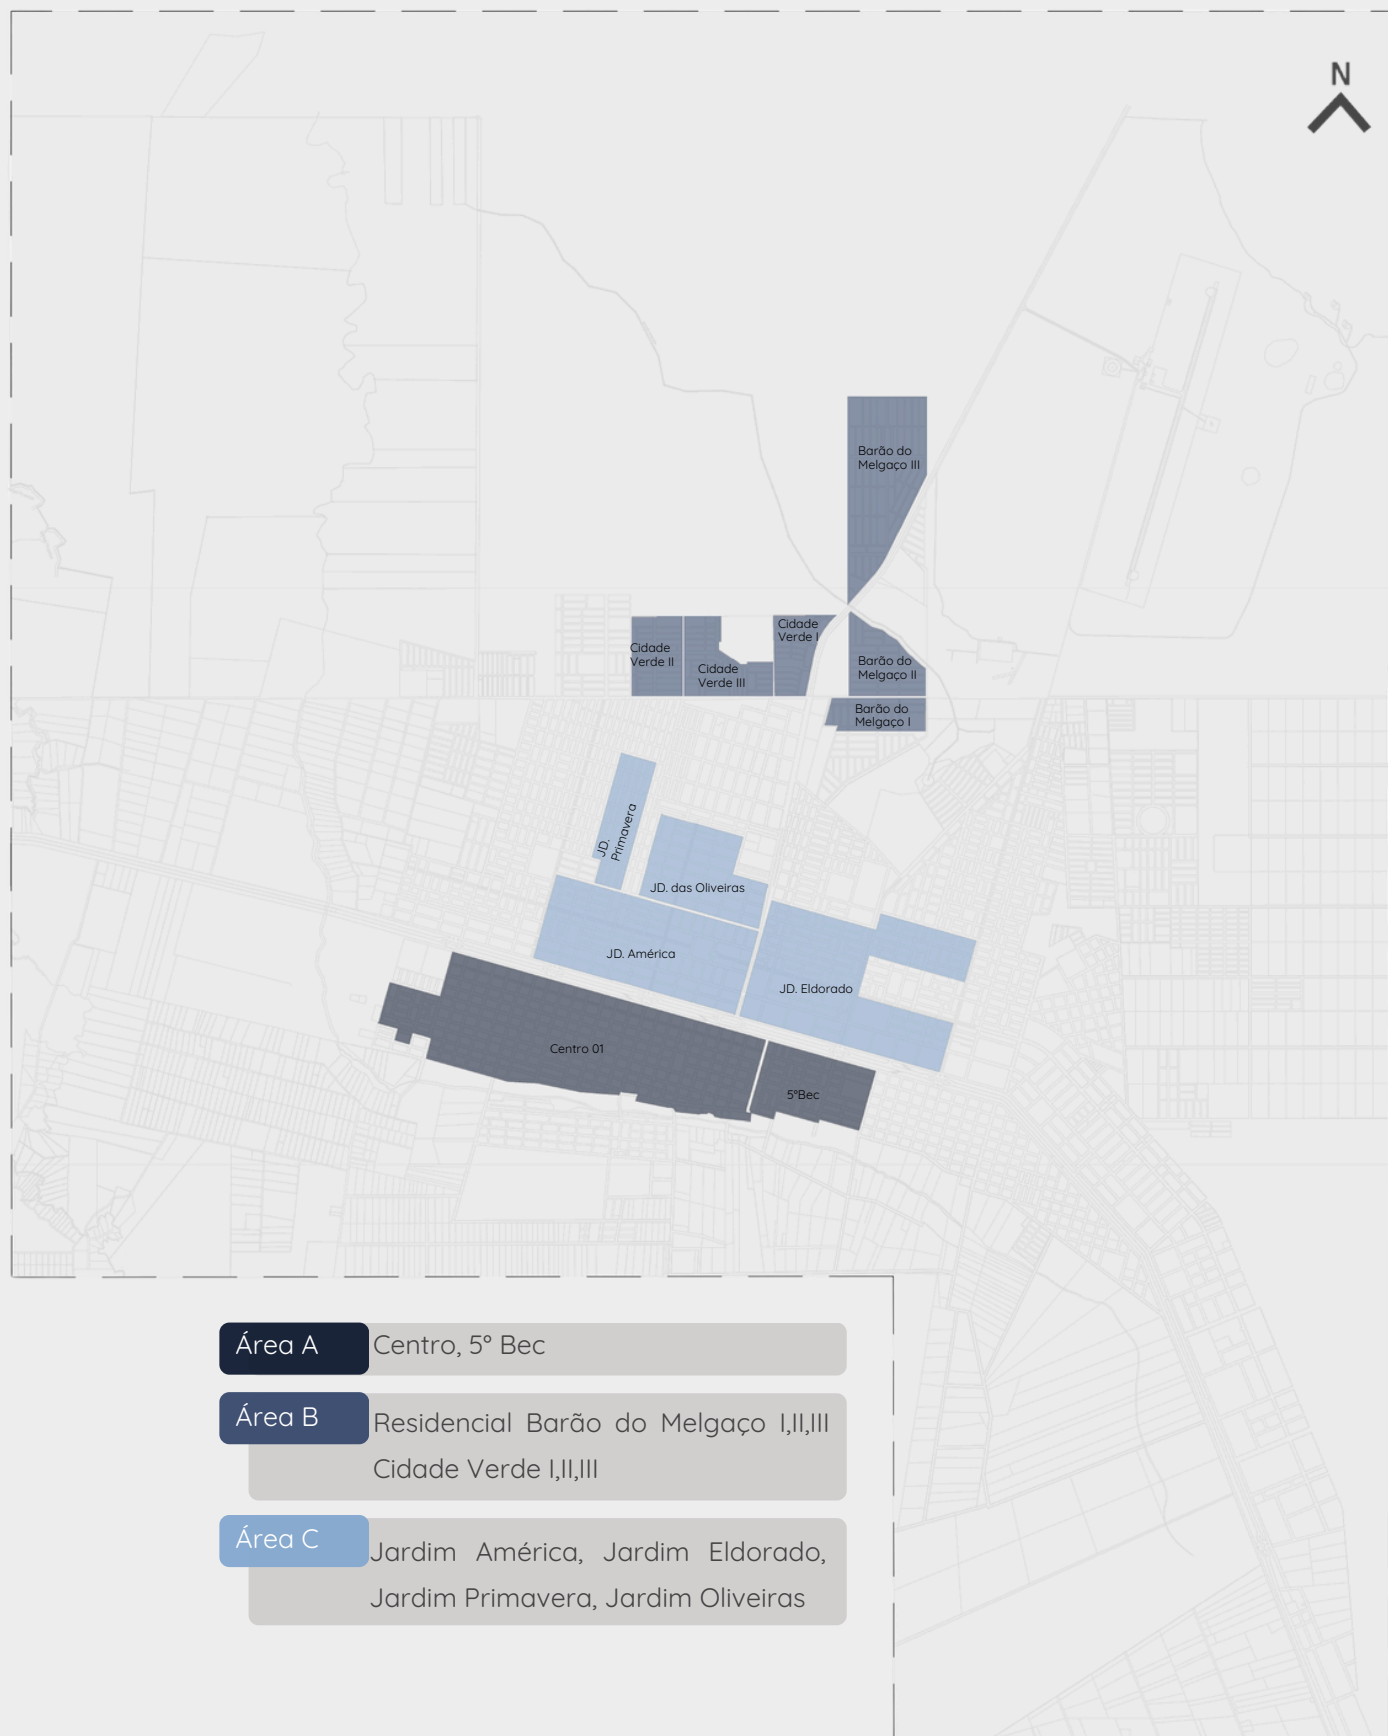 N
Barão do
Melgaço III
Cidade
Verde I
Cidade
Verde II
Cidade
Verde III
Barão do
Melgaço II
Barão do
Melgaço I
JD.
Primavera
JD. das Oliveiras
JD. América
JD. Eldorado
Centro 01
5°Bec
Área A
Centro, 5° Bec
Área B
Residencial Barão do Melgaço I,II,III
Cidade Verde I,II,III
Área C
Jardim América, Jardim Eldorado,
Jardim Primavera, Jardim Oliveiras